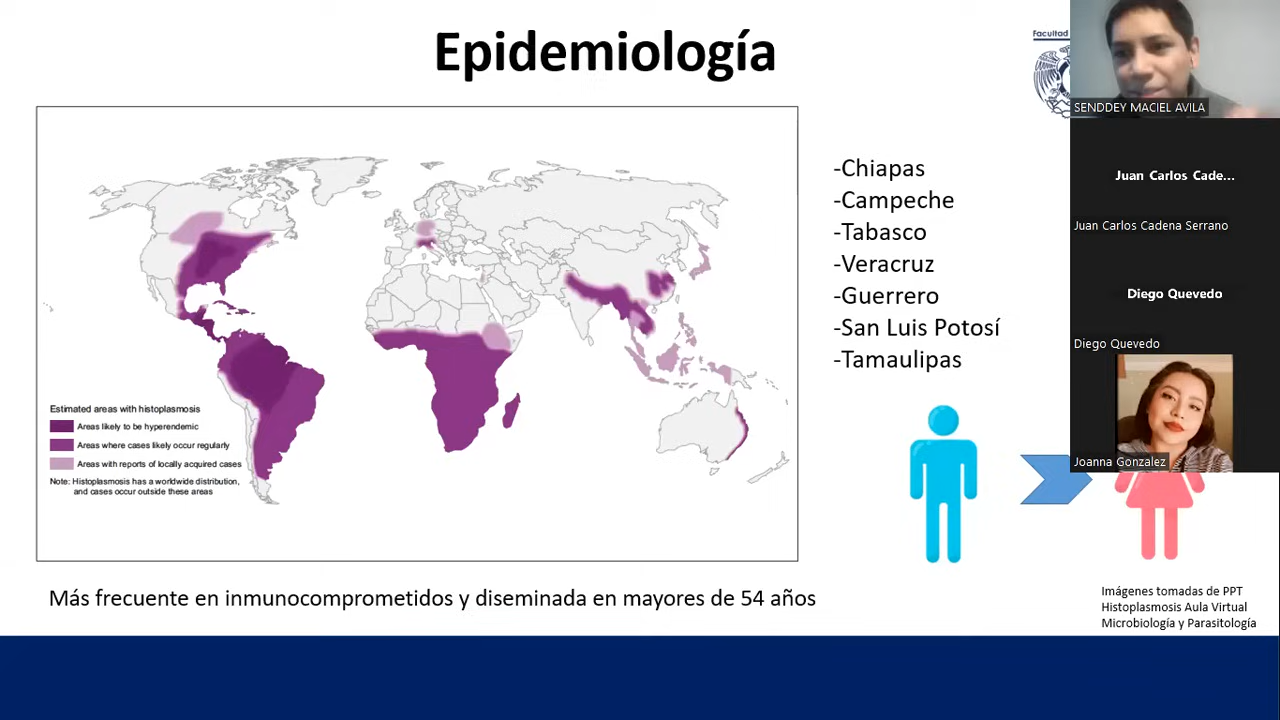 Epidemiología
Facultad
Estimated areas with histoplasmosis
Areas likely to be hyperendemic
Areas where cases likely occur regularly
Areas with reports of locally acquired cases
Note: Histoplasmosis has a worldwide distribution,
and cases occur outside these areas
-Chiapas
-Campeche
-Tabasco
-Veracruz
-Guerrero
-San Luis Potosí
-Tamaulipas
Más frecuente en inmunocomprometidos y diseminada en mayores de 54 años
Imágenes tomadas de PPT
Histoplasmosis Aula Virtual
Microbiología y Parasitología
SENDDEY MACIEL AVILA
Juan Carlos Cade...
Juan Carlos Cadena Serrano
Diego Quevedo
Diego Quevedo
Joanna Gonzalez